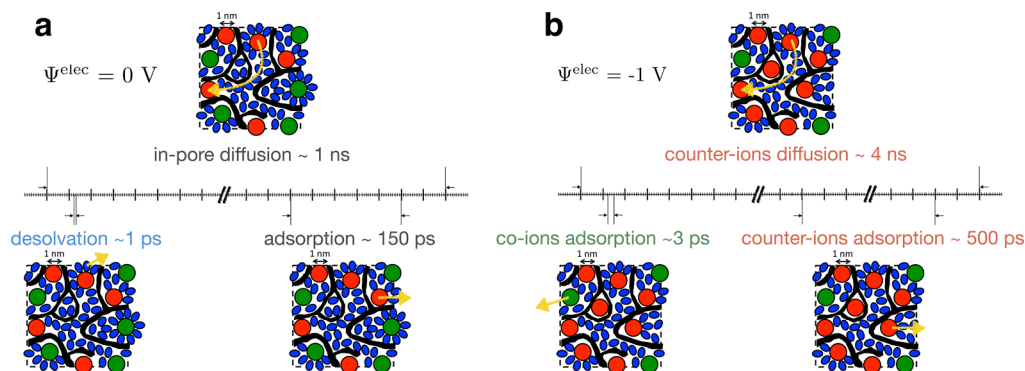 a
1 nm
Ψ^elec = 0 V
in-pore diffusion ~ 1 ns
desolvation ~1 ps
adsorption ~ 150 ps
1 nm
1 nm
b
1 nm
Ψ^elec = -1 V
counter-ions diffusion ~ 4 ns
co-ions adsorption ~3 ps
counter-ions adsorption ~ 500 ps
1 nm
1 nm